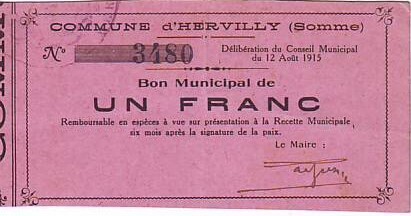 COMMUNE d'HERVILLY (Somme)
N° 3480
Délibération du Conseil Municipal
du 12 Août 1915
Bon Municipal de
UN FRANC
Remboursable en espèces à vue sur présentation à la Recette Municipale
six mois après la signature de la paix.
Le Maire :
COMM